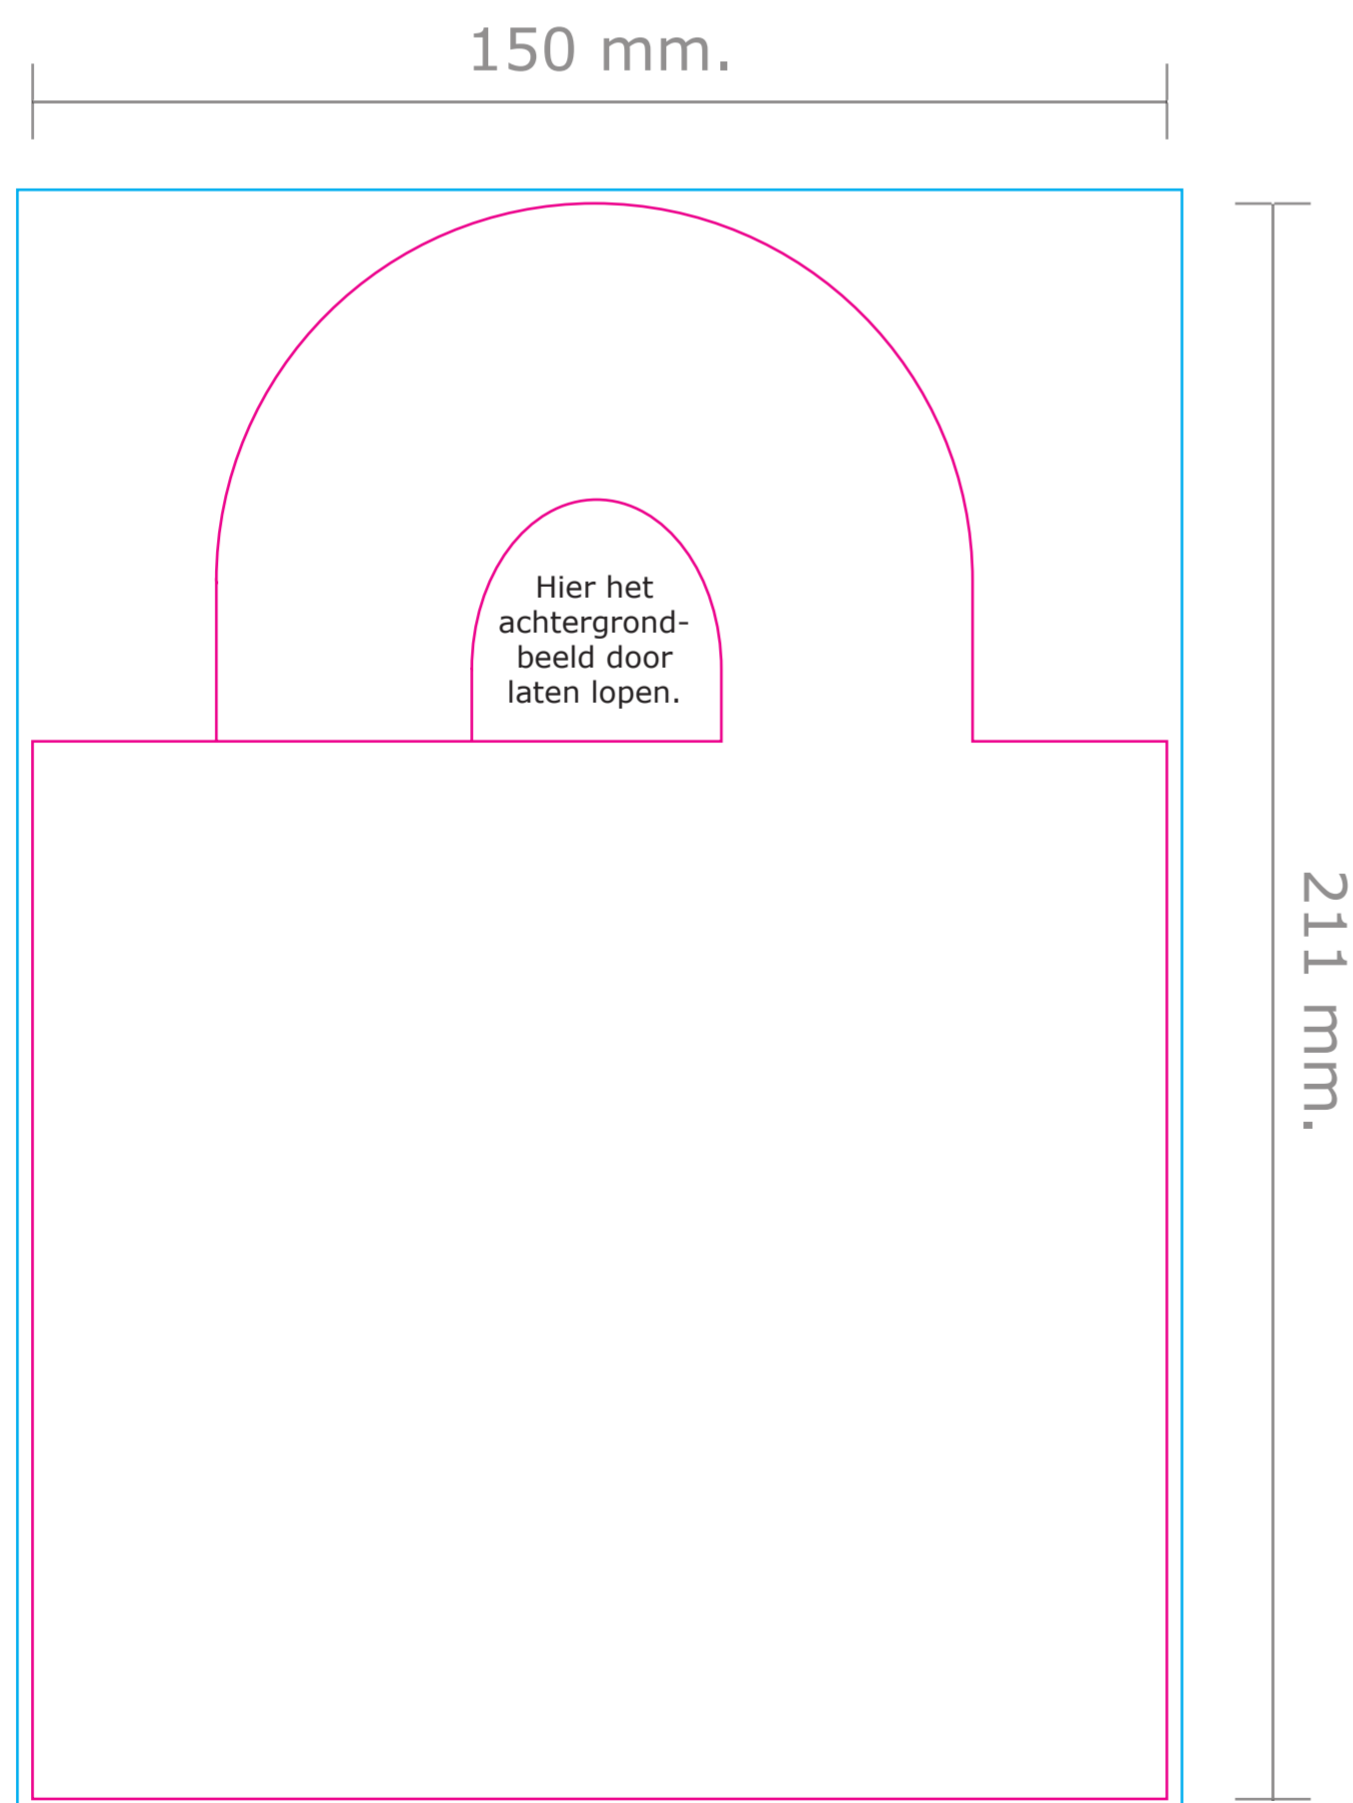 150 mm.
Hier het
achtergrond-
beeld door
laten lopen.
211 mm.